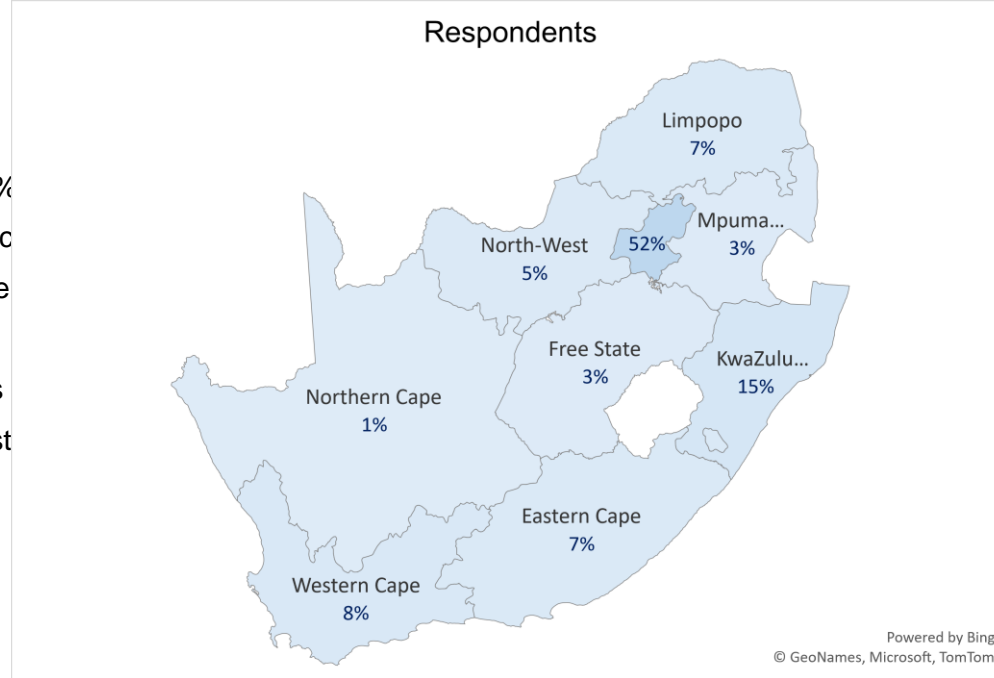 Respondents
Limpopo
7%
Mpuma...
3%
North-West
5%
52%
Free State
3%
KwaZulu...
15%
Northern Cape
1%
Eastern Cape
7%
Western Cape
8%
Powered by Bing
© GeoNames, Microsoft, TomTom